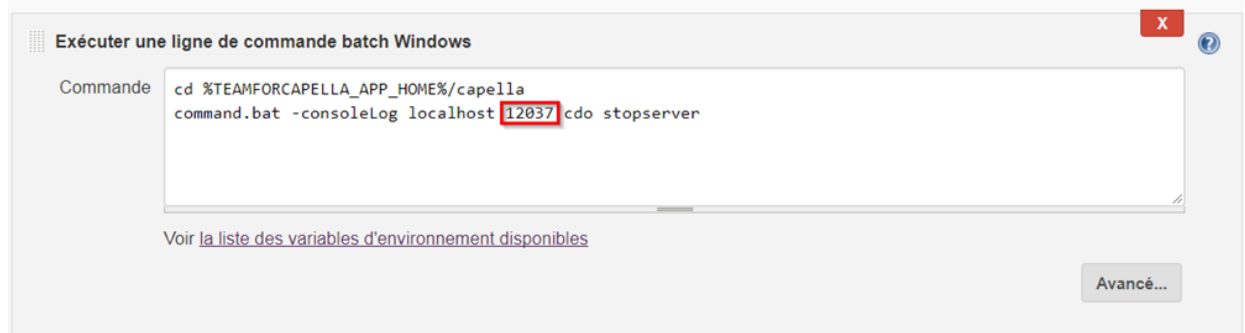 X
Exécuter une ligne de commande batch Windows
?
Commande
cd %TEAMFORCAPELLA_APP_HOME%/capella
command.bat -consoleLog localhost 12037 cdo stopserver
Voir la liste des variables d'environnement disponibles
Avancé...